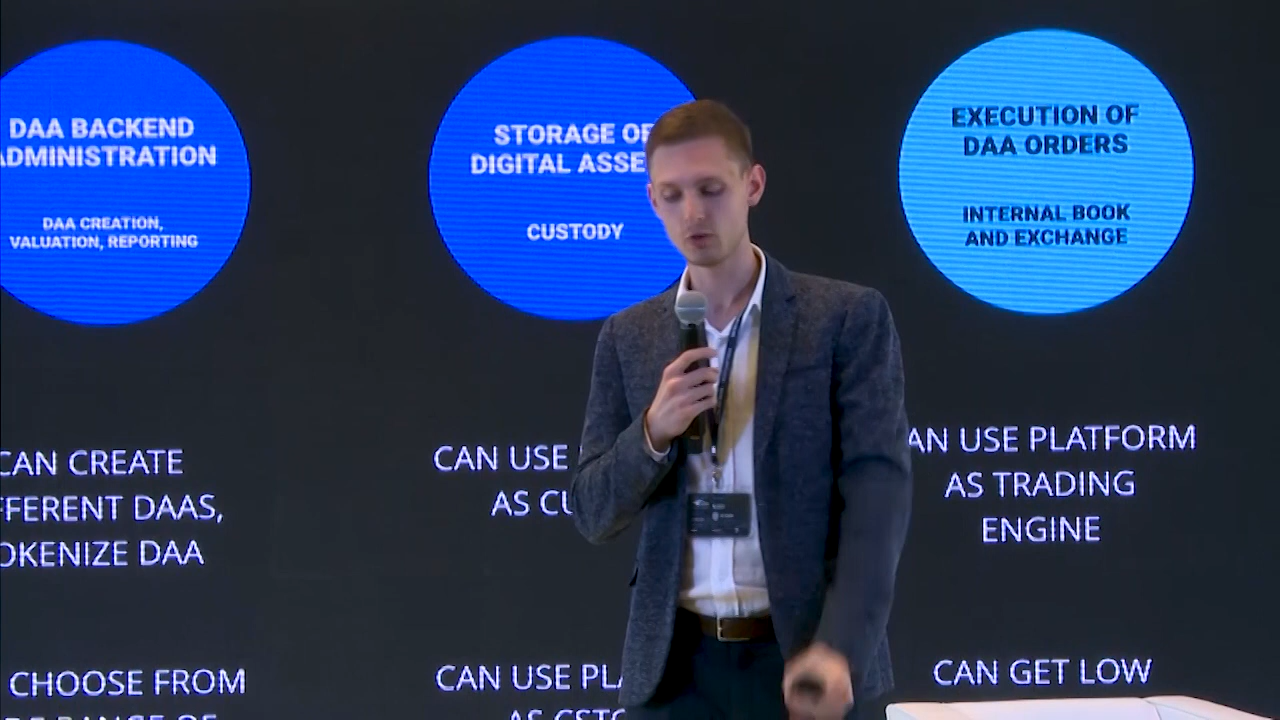 DAA BACKEND
ADMINISTRATION
DAA CREATION,
VALUATION, REPORTING
CAN CREATE
FFERENT DAAS,
OKENIZE DAA
CHOOSE FROM
STORAGE OF
DIGITAL ASSE
CUSTODY
CAN USE
AS CU
CAN USE PLA
EXECUTION OF
DAA ORDERS
INTERNAL BOOK
AND EXCHANGE
AN USE PLATFORM
AS TRADING
ENGINE
CAN GET LOW